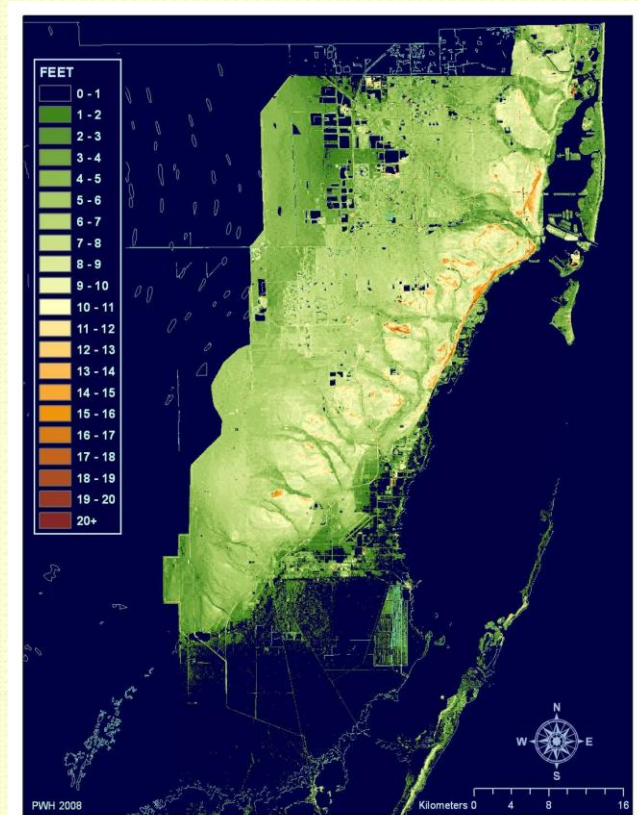 FEET
0 - 1
1 - 2
2 - 3
3 - 4
4 - 5
5 - 6
6 - 7
7 - 8
8 - 9
9 - 10
10 - 11
11 - 12
12 - 13
13 - 14
14 - 15
15 - 16
16 - 17
17 - 18
18 - 19
19 - 20
20+
N
W E
S
PWH 2008
Kilometers 0 4 8 16